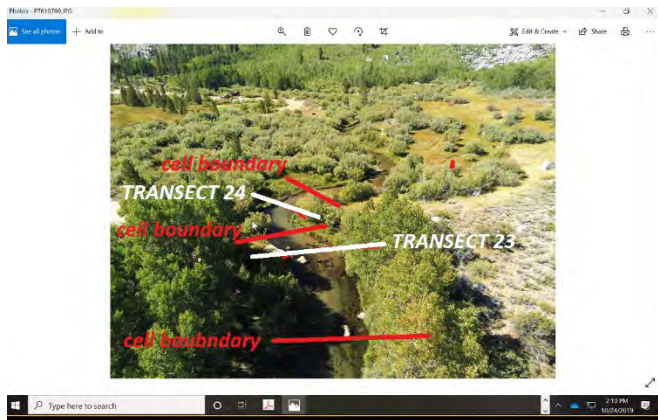 Photos - P7610769.JPG
See all photos
+ Add to
Edit & Create
Share
cell boundary
TRANSECT 24
cell boundary
TRANSECT 23
cell boubndary
Type here to search
2:10 PM
10/24/2019